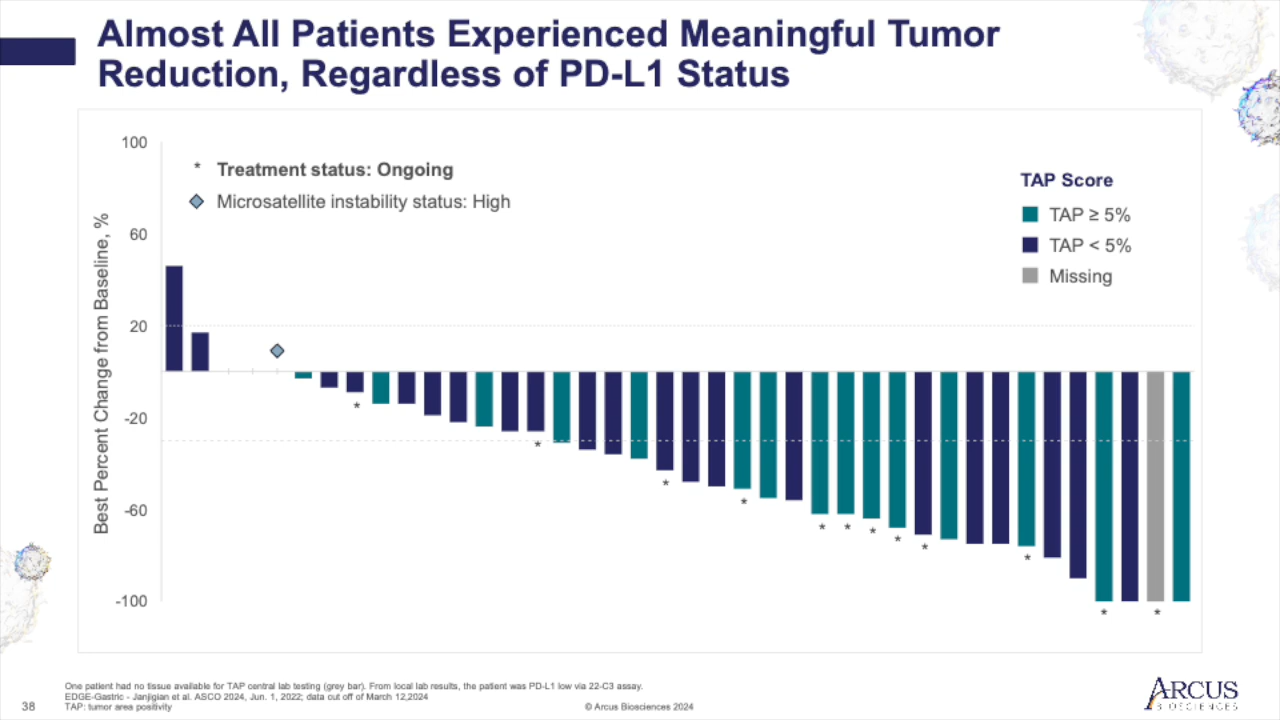 Almost All Patients Experienced Meaningful Tumor
Reduction, Regardless of PD-L1 Status
100
60
20
-20
-60
-100
Best Percent Change from Baseline, %
* Treatment status: Ongoing
Microsatellite instability status: High
TAP Score
TAP ≥ 5%
TAP < 5%
Missing
*
*
*
*
*
*
*
*
*
*
*
*
One patient had no tissue available for TAP central lab testing (grey bar). From local lab results, the patient was PD-L1 low via 22-C3 assay.
EDGE-Gastric - Janjigian et al. ASCO 2024, Jun. 1, 2022; data cut off of March 12,2024
TAP: tumor area positivity
38
© Arcus Biosciences 2024
ARCUS
BIOSCIENCES